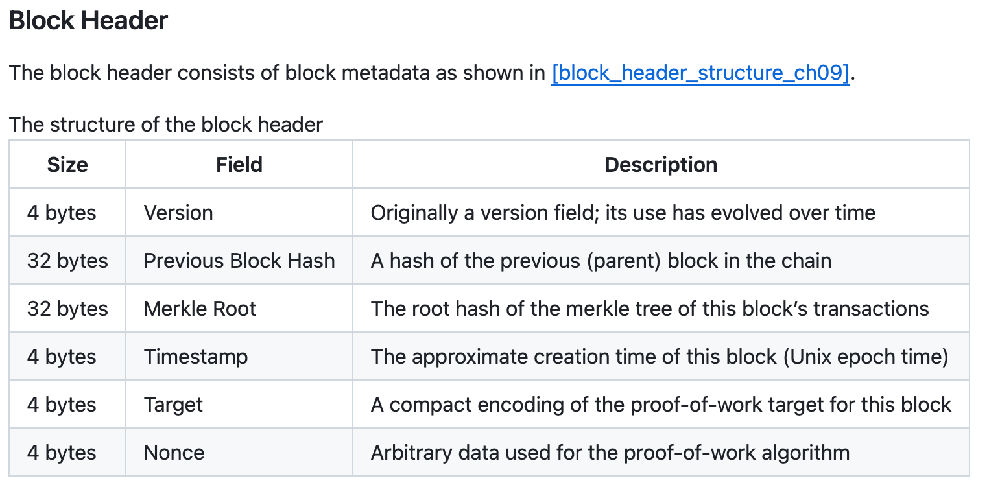 Block Header
The block header consists of block metadata as shown in [block_header_structure_ch09].
The structure of the block header
Size Field Description
4 bytes Version Originally a version field; its use has evolved over time
32 bytes Previous Block Hash A hash of the previous (parent) block in the chain
32 bytes Merkle Root The root hash of the merkle tree of this block’s transactions
4 bytes Timestamp The approximate creation time of this block (Unix epoch time)
4 bytes Target A compact encoding of the proof-of-work target for this block
4 bytes Nonce Arbitrary data used for the proof-of-work algorithm